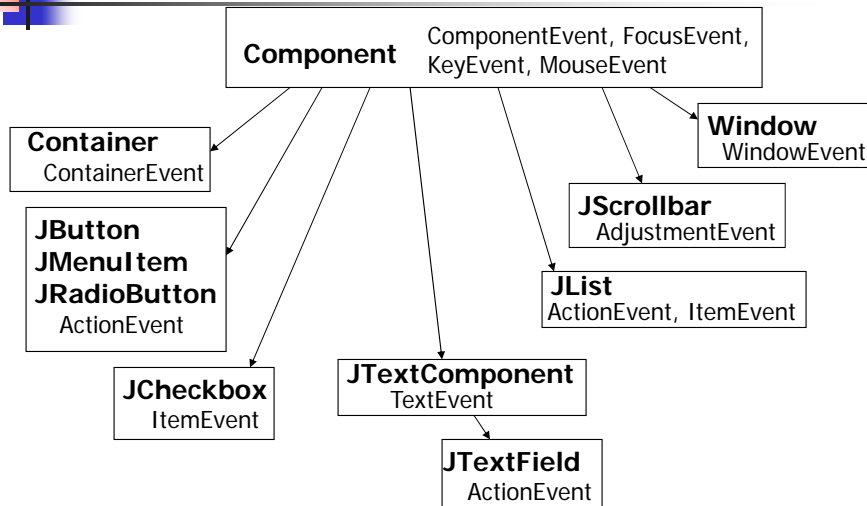 Component
ComponentEvent, FocusEvent,
KeyEvent, MouseEvent
Container
ContainerEvent
Window
WindowEvent
JButton
JMenuItem
JRadioButton
ActionEvent
JScrollbar
AdjustmentEvent
JList
ActionEvent, ItemEvent
JCheckbox
ItemEvent
JTextComponent
TextEvent
JTextField
ActionEvent